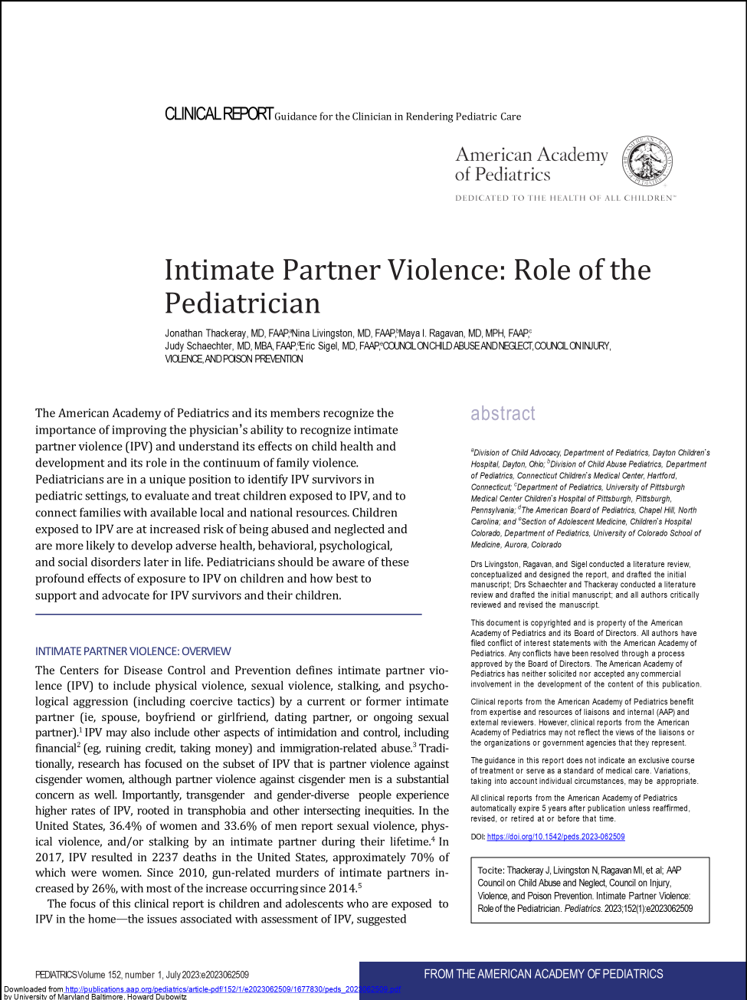 CLINICAL REPORT Guidance for the Clinician in Rendering Pediatric Care
American Academy
of Pediatrics
DEDICATED TO THE HEALTH OF ALL CHILDREN™
Intimate Partner Violence: Role of the
Pediatrician
Jonathan Thackeray, MD, FAAP,ᵃNina Livingston, MD, FAAP,ᵇMaya I. Ragavan, MD, MPH, FAAP,ᶜ
Judy Schaechter, MD, MBA, FAAP,ᵈEric Sigel, MD, FAAP,ᵉCOUNCIL ON CHILD ABUSE AND NEGLECT, COUNCIL ON INJURY,
VIOLENCE, AND POISON PREVENTION
The American Academy of Pediatrics and its members recognize the
importance of improving the physician's ability to recognize intimate
partner violence (IPV) and understand its effects on child health and
development and its role in the continuum of family violence.
Pediatricians are in a unique position to identify IPV survivors in
pediatric settings, to evaluate and treat children exposed to IPV, and to
connect families with available local and national resources. Children
exposed to IPV are at increased risk of being abused and neglected and
are more likely to develop adverse health, behavioral, psychological,
and social disorders later in life. Pediatricians should be aware of these
profound effects of exposure to IPV on children and how best to
support and advocate for IPV survivors and their children.
INTIMATE PARTNER VIOLENCE: OVERVIEW
The Centers for Disease Control and Prevention defines intimate partner vio-
lence (IPV) to include physical violence, sexual violence, stalking, and psycho-
logical aggression (including coercive tactics) by a current or former intimate
partner (ie, spouse, boyfriend or girlfriend, dating partner, or ongoing sexual
partner).¹ IPV may also include other aspects of intimidation and control, including
financial² (eg, ruining credit, taking money) and immigration-related abuse.³ Tradi-
tionally, research has focused on the subset of IPV that is partner violence against
cisgender women, although partner violence against cisgender men is a substantial
concern as well. Importantly, transgender and gender-diverse people experience
higher rates of IPV, rooted in transphobia and other intersecting inequities. In the
United States, 36.4% of women and 33.6% of men report sexual violence, phys-
ical violence, and/or stalking by an intimate partner during their lifetime.⁴ In
2017, IPV resulted in 2237 deaths in the United States, approximately 70% of
which were women. Since 2010, gun-related murders of intimate partners in-
creased by 26%, with most of the increase occurring since 2014.⁵
The focus of this clinical report is children and adolescents who are exposed to
IPV in the home—the issues associated with assessment of IPV, suggested
abstract
ᵃDivision of Child Advocacy, Department of Pediatrics, Dayton Children's
Hospital, Dayton, Ohio; ᵇDivision of Child Abuse Pediatrics, Department
of Pediatrics, Connecticut Children's Medical Center, Hartford,
Connecticut; ᶜDepartment of Pediatrics, University of Pittsburgh
Medical Center Children's Hospital of Pittsburgh, Pittsburgh,
Pennsylvania; ᵈThe American Board of Pediatrics, Chapel Hill, North
Carolina; and ᵉSection of Adolescent Medicine, Children's Hospital
Colorado, Department of Pediatrics, University of Colorado School of
Medicine, Aurora, Colorado
Drs Livingston, Ragavan, and Sigel conducted a literature review,
conceptualized and designed the report, and drafted the initial
manuscript; Drs Schaechter and Thackeray conducted a literature
review and drafted the initial manuscript; and all authors critically
reviewed and revised the manuscript.
This document is copyrighted and is property of the American
Academy of Pediatrics and its Board of Directors. All authors have
filed conflict of interest statements with the American Academy of
Pediatrics. Any conflicts have been resolved through a process
approved by the Board of Directors. The American Academy of
Pediatrics has neither solicited nor accepted any commercial
involvement in the development of the content of this publication.
Clinical reports from the American Academy of Pediatrics benefit
from expertise and resources of liaisons and internal (AAP) and
external reviewers. However, clinical reports from the American
Academy of Pediatrics may not reflect the views of the liaisons or
the organizations or government agencies that they represent.
The guidance in this report does not indicate an exclusive course
of treatment or serve as a standard of medical care. Variations,
taking into account individual circumstances, may be appropriate.
All clinical reports from the American Academy of Pediatrics
automatically expire 5 years after publication unless reaffirmed,
revised, or retired at or before that time.
DOI: https://doi.org/10.1542/peds.2023-062509
To cite: Thackeray J, Livingston N, Ragavan MI, et al; AAP
Council on Child Abuse and Neglect, Council on Injury,
Violence, and Poison Prevention. Intimate Partner Violence:
Role of the Pediatrician. Pediatrics. 2023;152(1):e2023062509
PEDIATRICS Volume 152, number 1, July 2023:e2023062509
FROM THE AMERICAN ACADEMY OF PEDIATRICS
Downloaded from http://publications.aap.org/pediatrics/article-pdf/152/1/e2023062509/1677830/peds_2023062509.pdf
by University of Maryland Baltimore, Howard Dubowitz